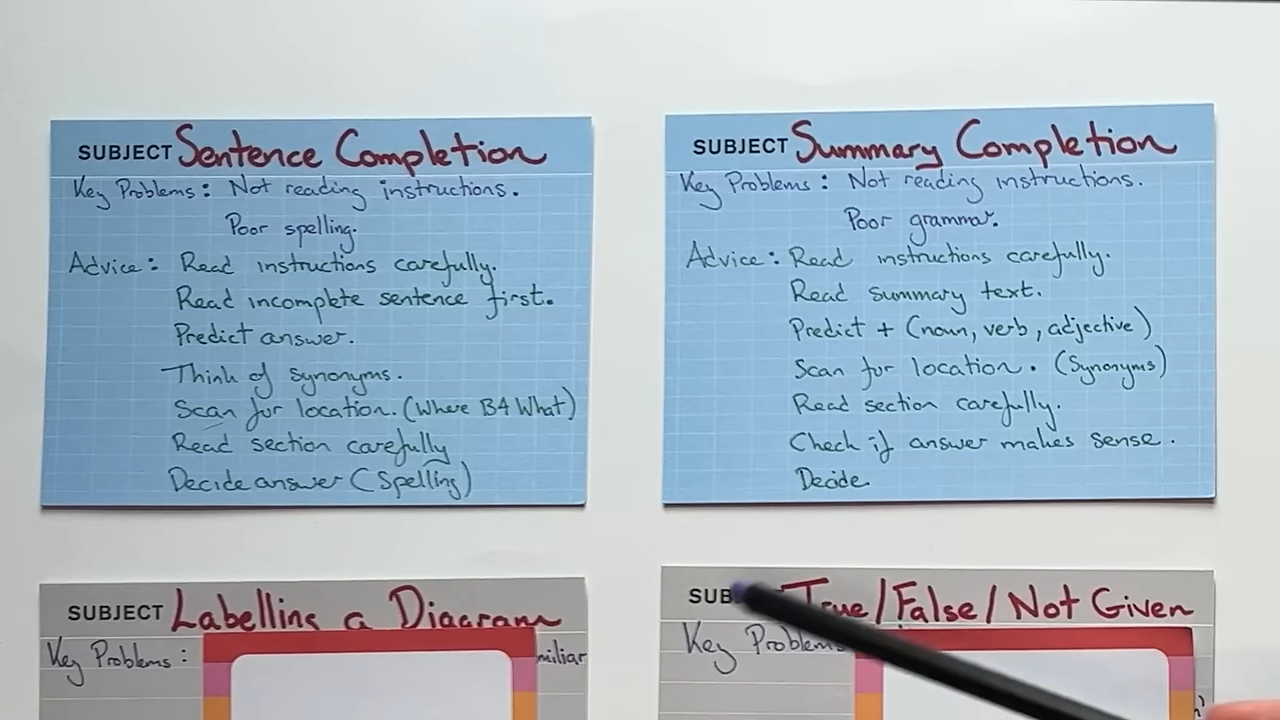 SUBJECT Sentence Completion
Key Problems: Not reading instructions.
Poor spelling.
Advice: Read instructions carefully.
Read incomplete sentence first.
Predict answer.
Think of synonyms.
Scan for location. (Where B4 What)
Read section carefully
Decide answer (Spelling)
SUBJECT Summary Completion
Key Problems: Not reading instructions.
Poor grammar.
Advice: Read instructions carefully.
Read summary text.
Predict + (noun, verb, adjective)
Scan for location. (Synonyms)
Read section carefully.
Check if answer makes sense.
Decide
SUBJECT Labelling a Diagram
Key Problems: miliar
SUB True/False/Not Given
Key Problems